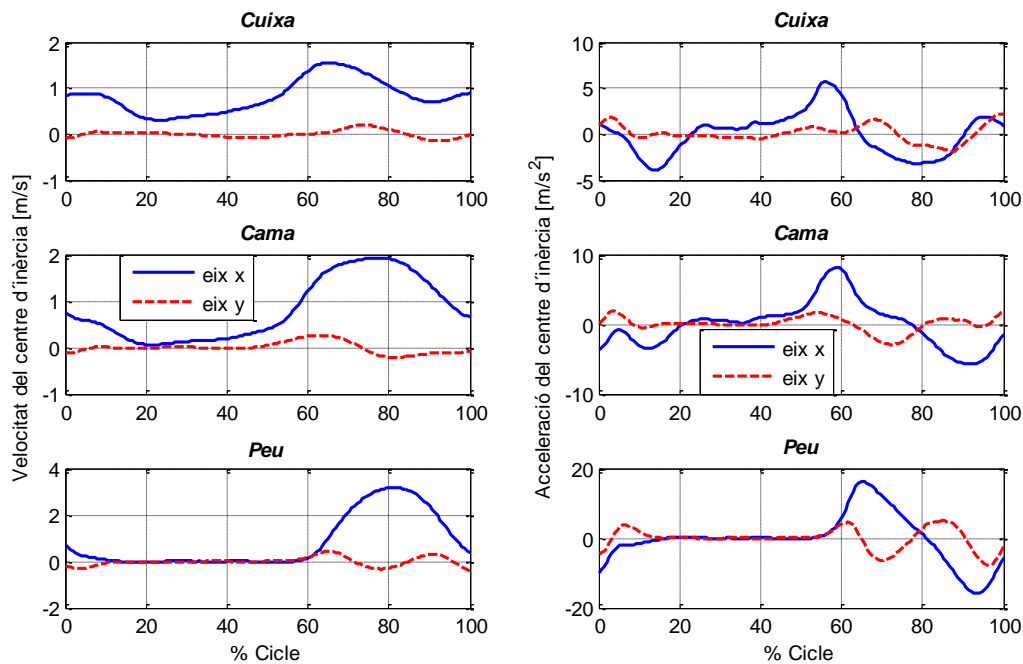 Cuixa
2
1
0
-1
0 20 40 60 80 100
Cama
2
1
0
-1
eix x
eix y
0 20 40 60 80 100
Peu
4
2
0
-2
0 20 40 60 80 100
% Cicle
Velocitat del centre d´inèrcia [m/s]
Cuixa
10
5
0
-5
0 20 40 60 80 100
Cama
10
0
-10
eix x
eix y
0 20 40 60 80 100
Peu
20
0
-20
0 20 40 60 80 100
% Cicle
Acceleració del centre d´inèrcia [m/s²]